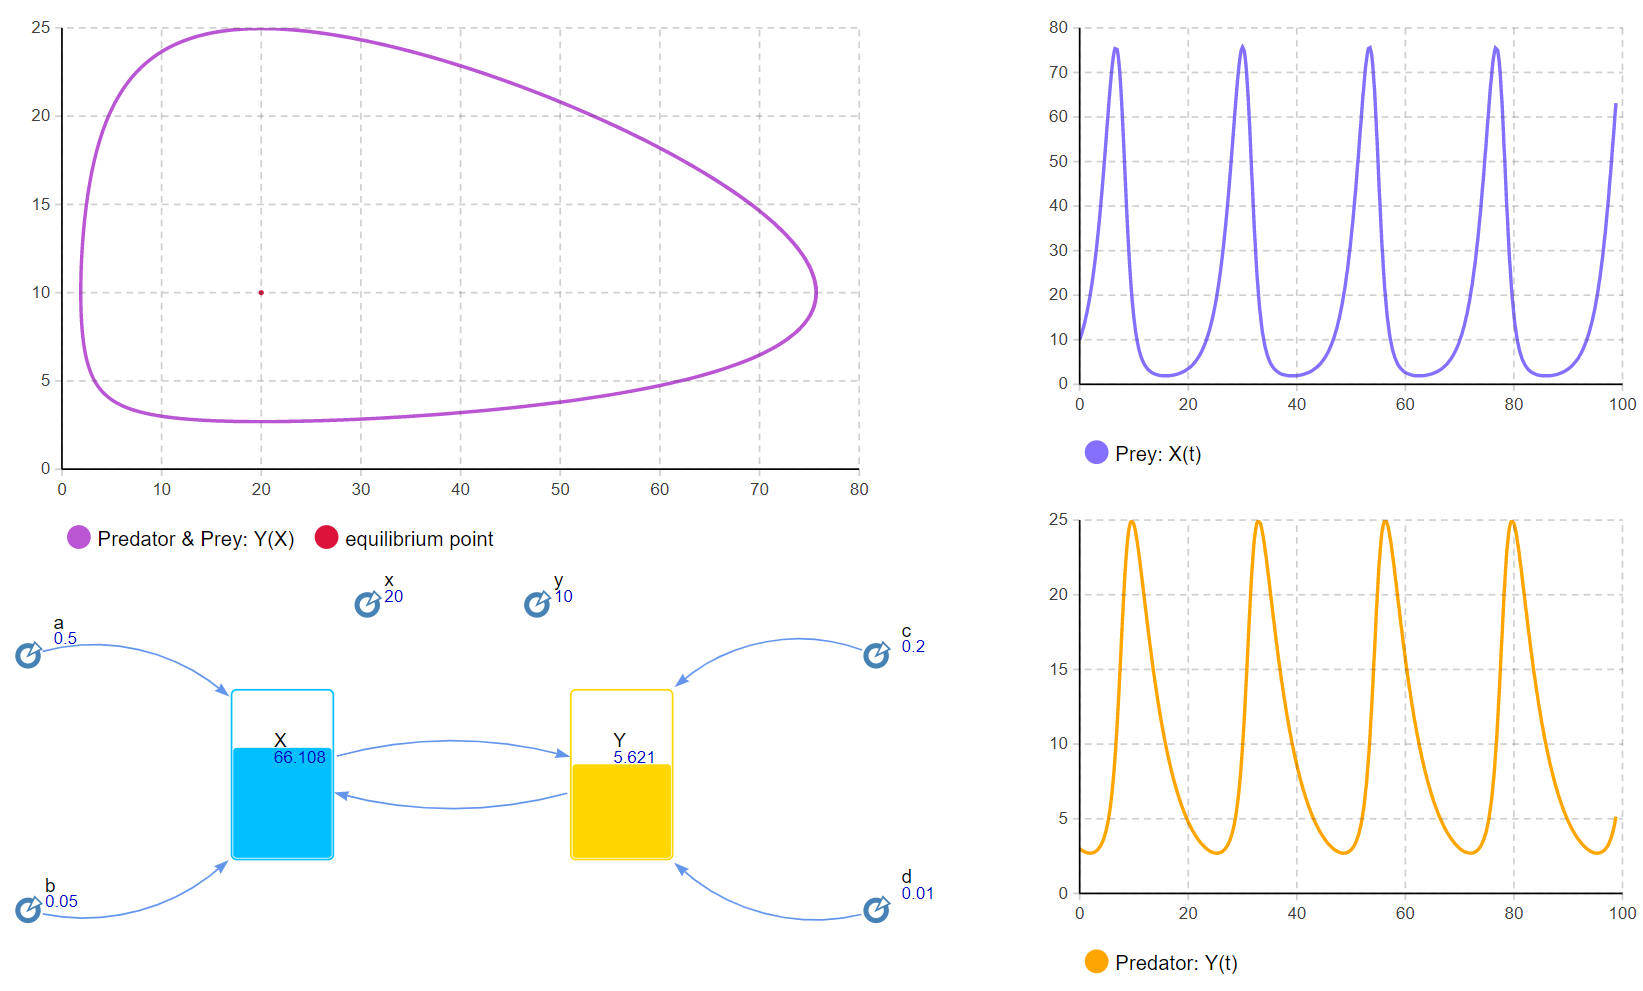 25
20
15
10
5
0
0 10 20 30 40 50 60 70 80
Predator & Prey: Y(X) equilibrium point
80
70
60
50
40
30
20
10
0
0 20 40 60 80 100
Prey: X(t)
25
20
15
10
5
0
0 20 40 60 80 100
Predator: Y(t)
x
20
y
10
a
0.5
c
0.2
X
66.108
Y
5.621
b
0.05
d
0.01